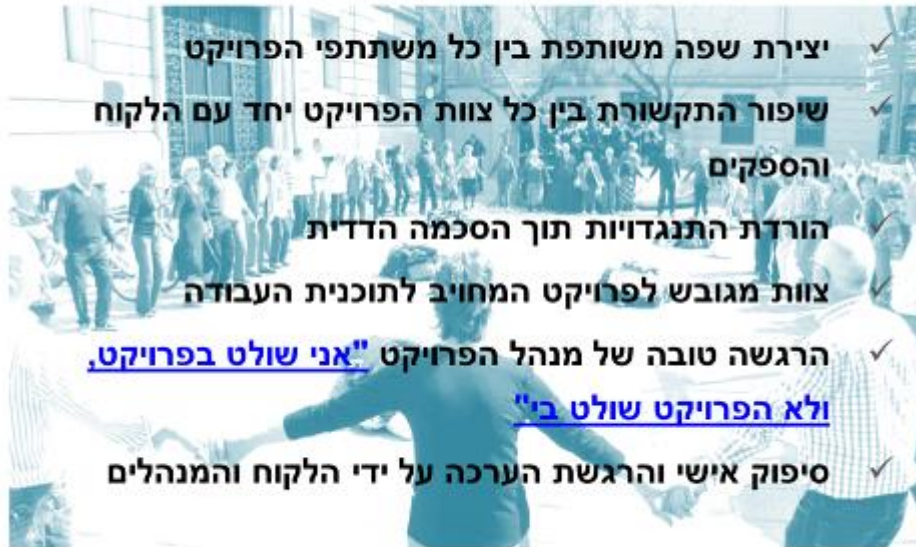 ✓ יצירת שפה משותפת בין כל משתתפי הפרויקט
✓ שיפור התקשורת בין כל צוות הפרויקט יחד עם הלקוח
והספקים
✓ הורדת התנגדויות תוך הסכמה הדדית
✓ צוות מגובש לפרויקט המחויב לתוכנית העבודה
✓ הרגשה טובה של מנהל הפרויקט "אני שולט בפרויקט,
ולא הפרויקט שולט בי"
✓ סיפוק אישי והרגשת הערכה על ידי הלקוח והמנהלים